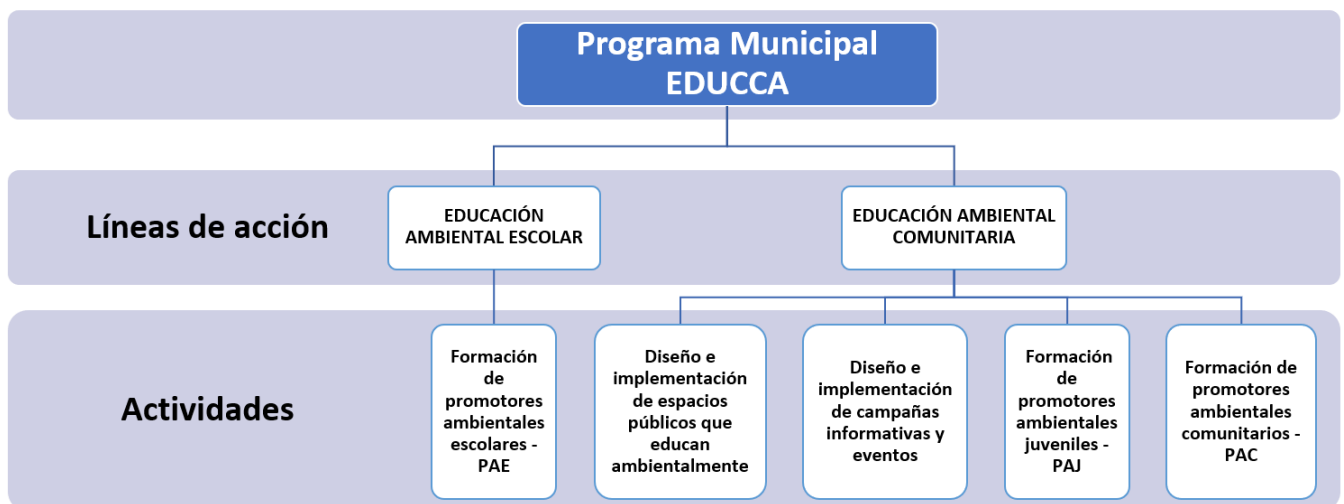 Programa Municipal
EDUCCA
Líneas de acción
EDUCACIÓN
AMBIENTAL ESCOLAR
EDUCACIÓN AMBIENTAL
COMUNITARIA
Actividades
Formación
de
promotores
ambientales
escolares -
PAE
Diseño e
implementación
de espacios
públicos que
educan
ambientalmente
Diseño e
implementación
de campañas
informativas y
eventos
Formación
de
promotores
ambientales
juveniles -
PAJ
Formación de
promotores
ambientales
comunitarios -
PAC